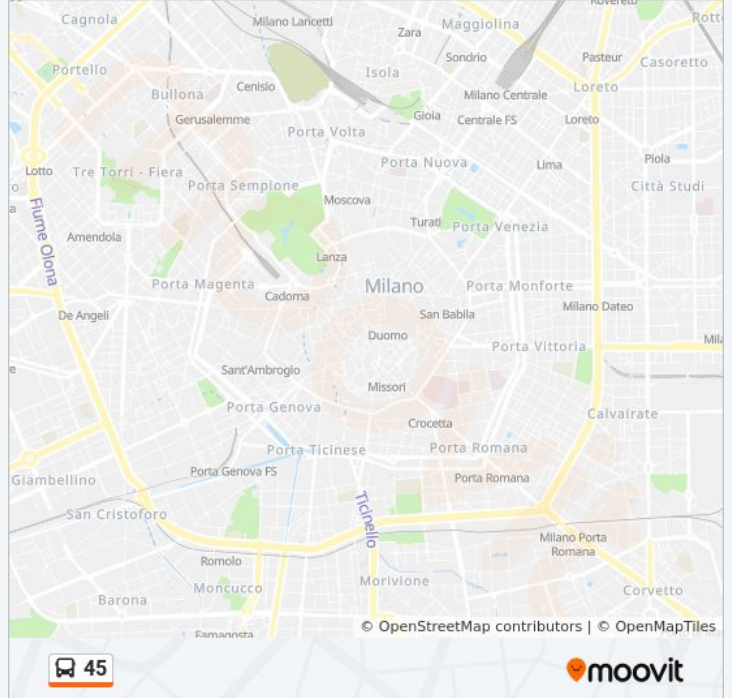 Rovereto
Cagnola
Milano Lancetti
Maggiolina
Zara
Sondrio
Pasteur
Casoretto
Portello
Isola
Bullona
Cenisio
Milano Centrale
Loreto
Gerusalemme
Gioia
Centrale FS
Loreto
Porta Volta
Lotto
Tre Torri - Fiera
Porta Nuova
Lima
Piola
Porta Sempione
Città Studi
Moscova
Turati
Porta Venezia
Fiume Olona
Amendola
Lanza
Porta Magenta
Milano
Porta Monforte
Cadorna
Milano Dateo
De Angeli
San Babila
Duomo
Porta Vittoria
Sant'Ambrogio
Missori
Porta Genova
Calvairate
Crocetta
Porta Ticinese
Porta Romana
Giambellino
Porta Genova FS
Porta Romana
San Cristoforo
Ticinello
Milano Porta
Romana
Romolo
Moncucco
Morivione
Corvetto
Barona
Famagosta
© OpenStreetMap contributors | © OpenMapTiles
45
moovit